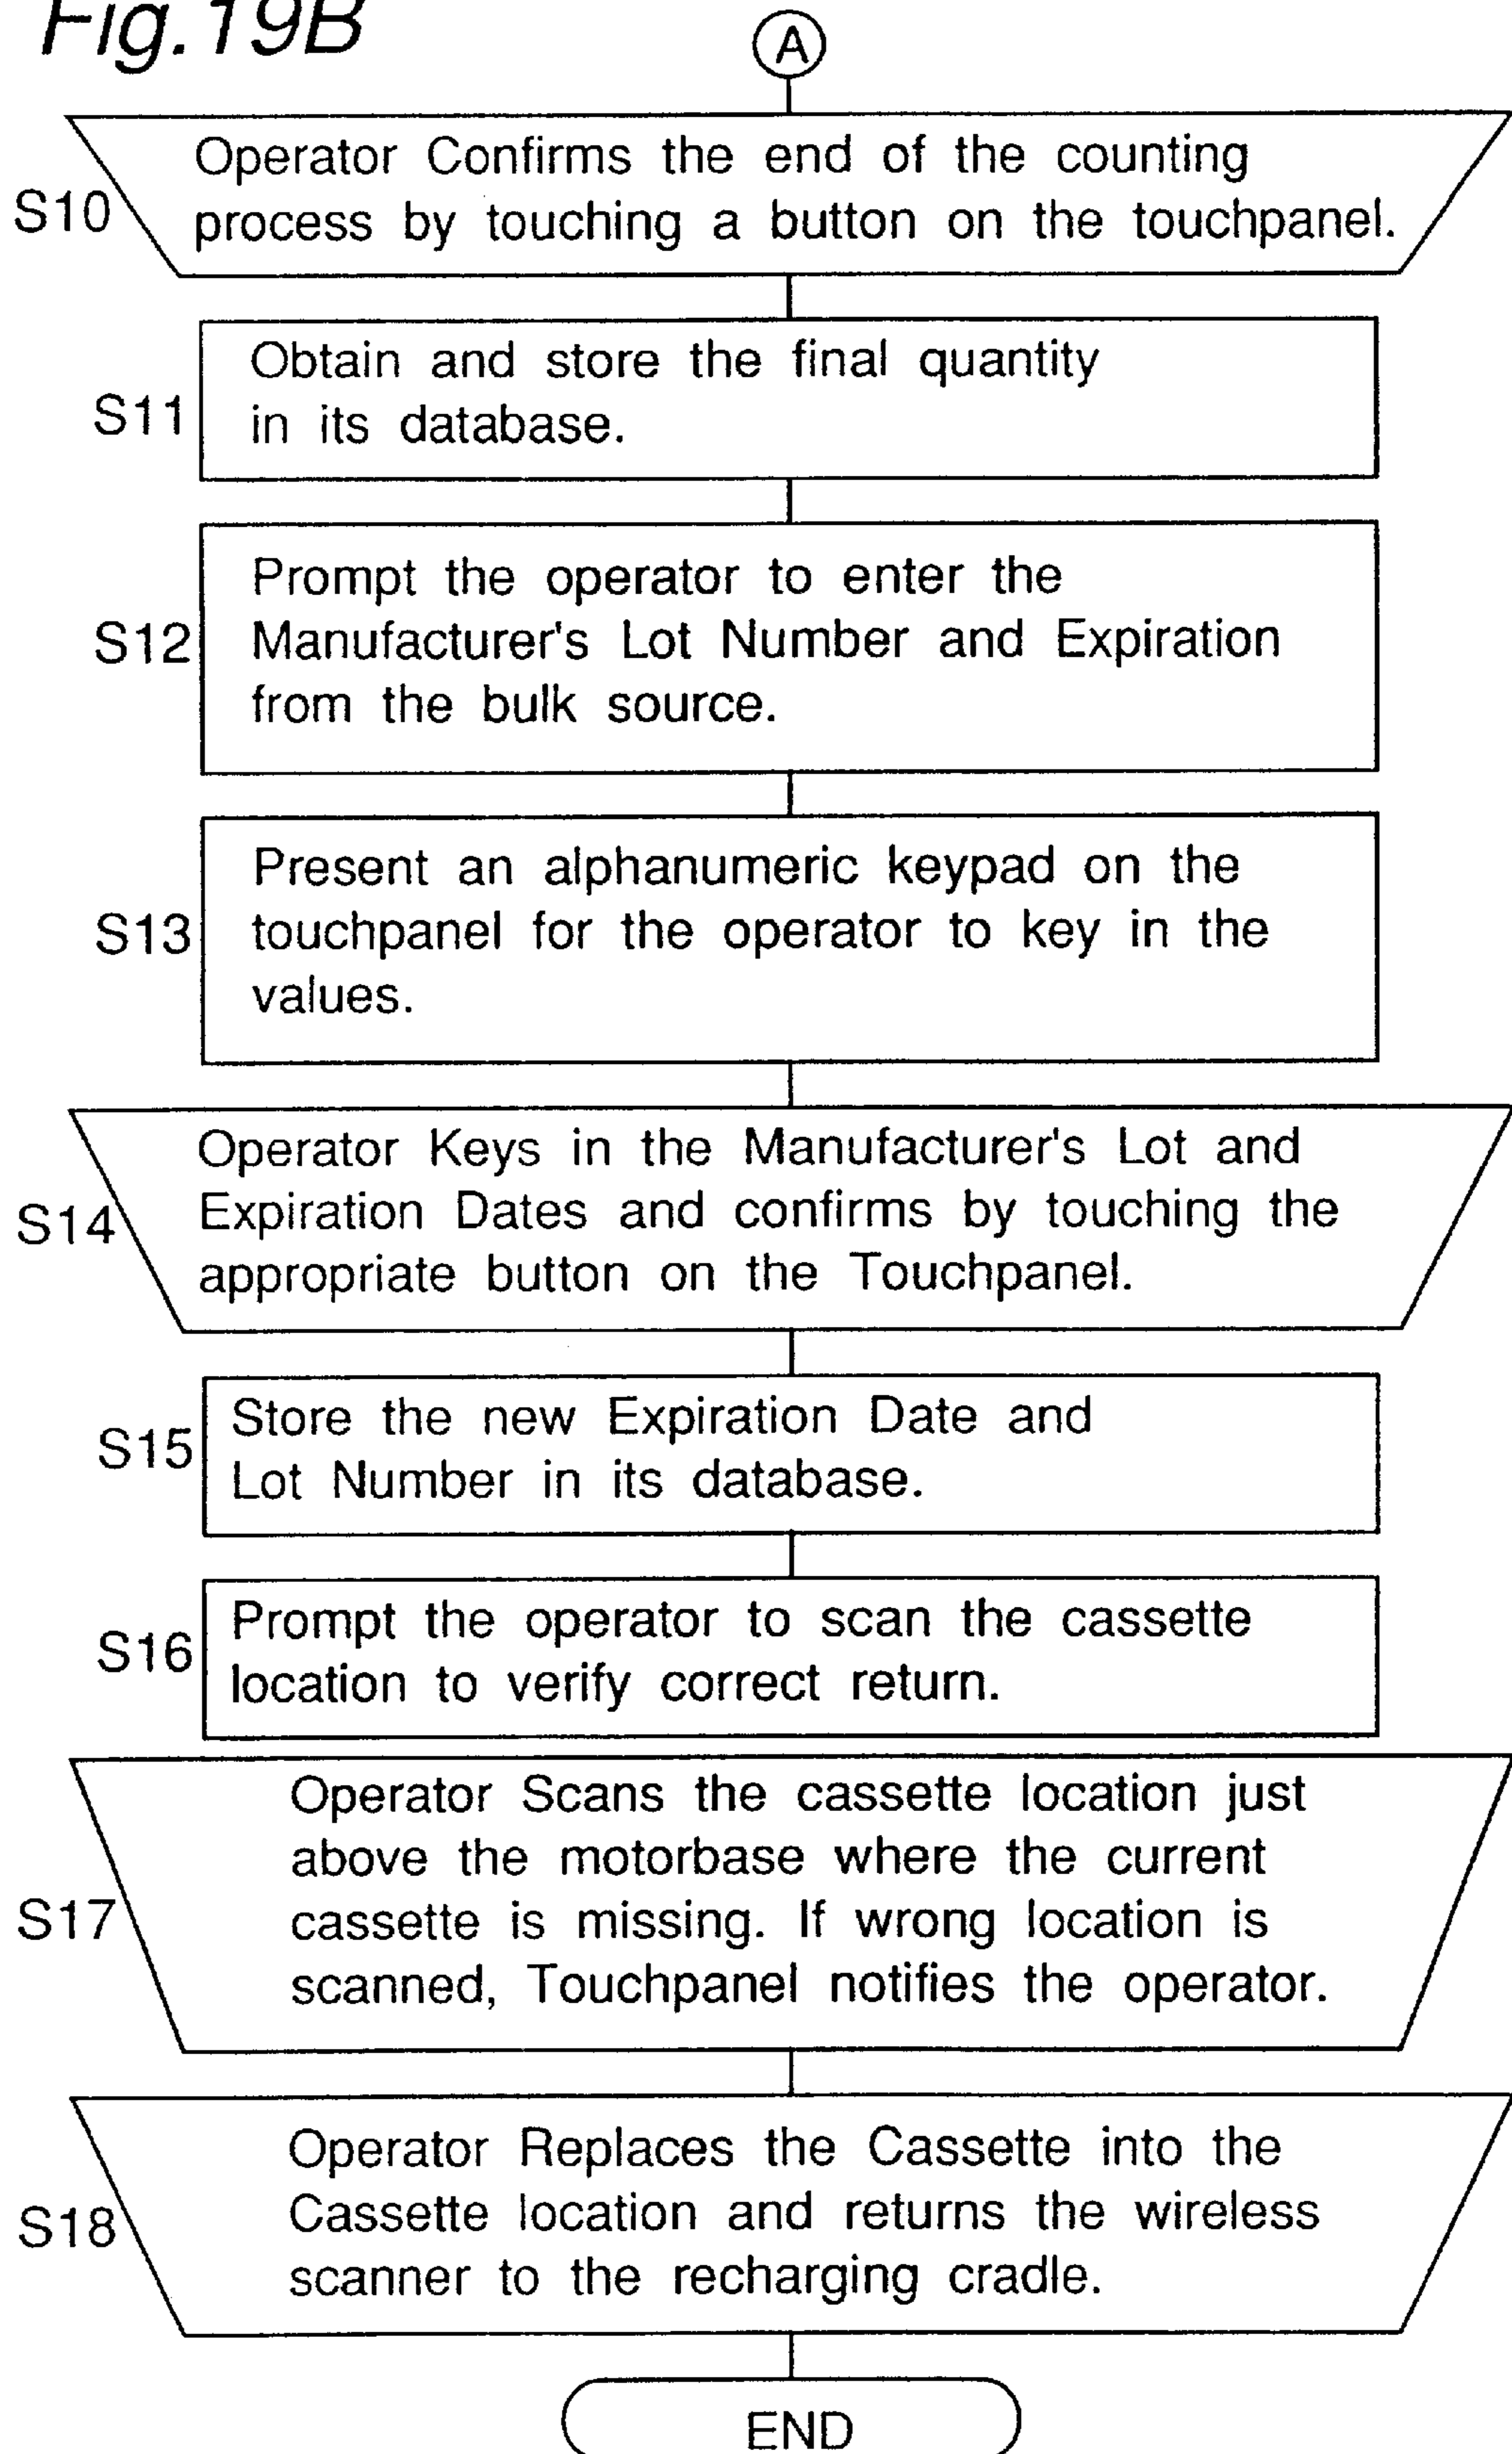 Fig.19B
A
S10
Operator Confirms the end of the counting
process by touching a button on the touchpanel.
S11
Obtain and store the final quantity
in its database.
S12
Prompt the operator to enter the
Manufacturer's Lot Number and Expiration
from the bulk source.
S13
Present an alphanumeric keypad on the
touchpanel for the operator to key in the
values.
S14
Operator Keys in the Manufacturer's Lot and
Expiration Dates and confirms by touching the
appropriate button on the Touchpanel.
S15
Store the new Expiration Date and
Lot Number in its database.
S16
Prompt the operator to scan the cassette
location to verify correct return.
S17
Operator Scans the cassette location just
above the motorbase where the current
cassette is missing. If wrong location is
scanned, Touchpanel notifies the operator.
S18
Operator Replaces the Cassette into the
Cassette location and returns the wireless
scanner to the recharging cradle.
END